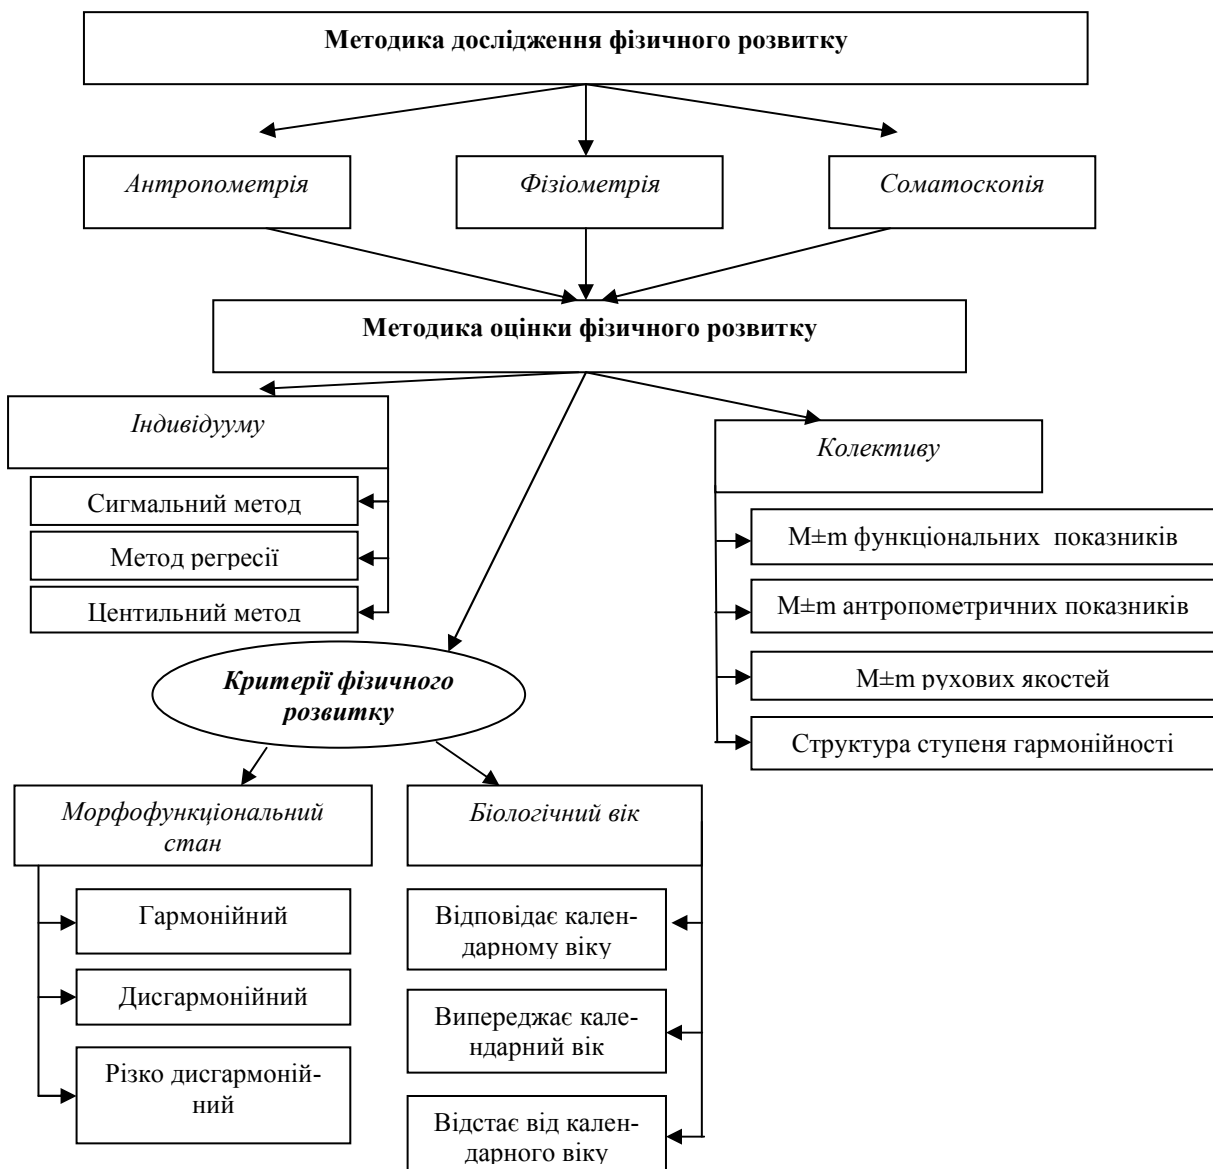 Методика дослідження фізичного розвитку
Антропометрія
Фізіометрія
Соматоскопія
Методика оцінки фізичного розвитку
Індивідууму
Сигмальний метод
Метод регресії
Центильний метод
Колективу
М±m функціональних показників
М±m антропометричних показників
М±m рухових якостей
Структура ступеня гармонійності
Критерії фізичного
розвитку
Морфофункціональний
стан
Гармонійний
Дисгармонійний
Різко дисгармоній-
ний
Біологічний вік
Відповідає кален-
дарному віку
Випереджає кале-
ндарний вік
Відстає від кален-
дарного віку